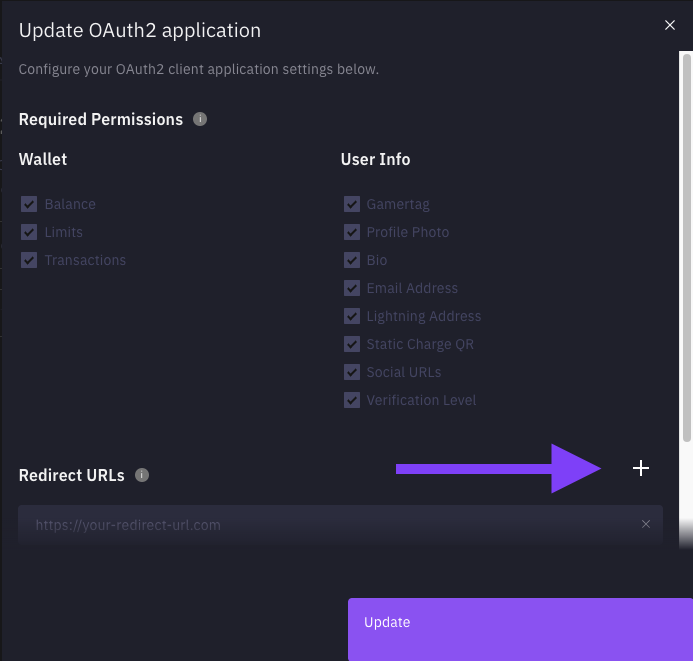 Update OAuth2 application
Configure your OAuth2 client application settings below.
Required Permissions
Wallet
User Info
Balance
Limits
Transactions
Gamertag
Profile Photo
Bio
Email Address
Lightning Address
Static Charge QR
Social URLs
Verification Level
Redirect URLs
https://your-redirect-url.com
Update